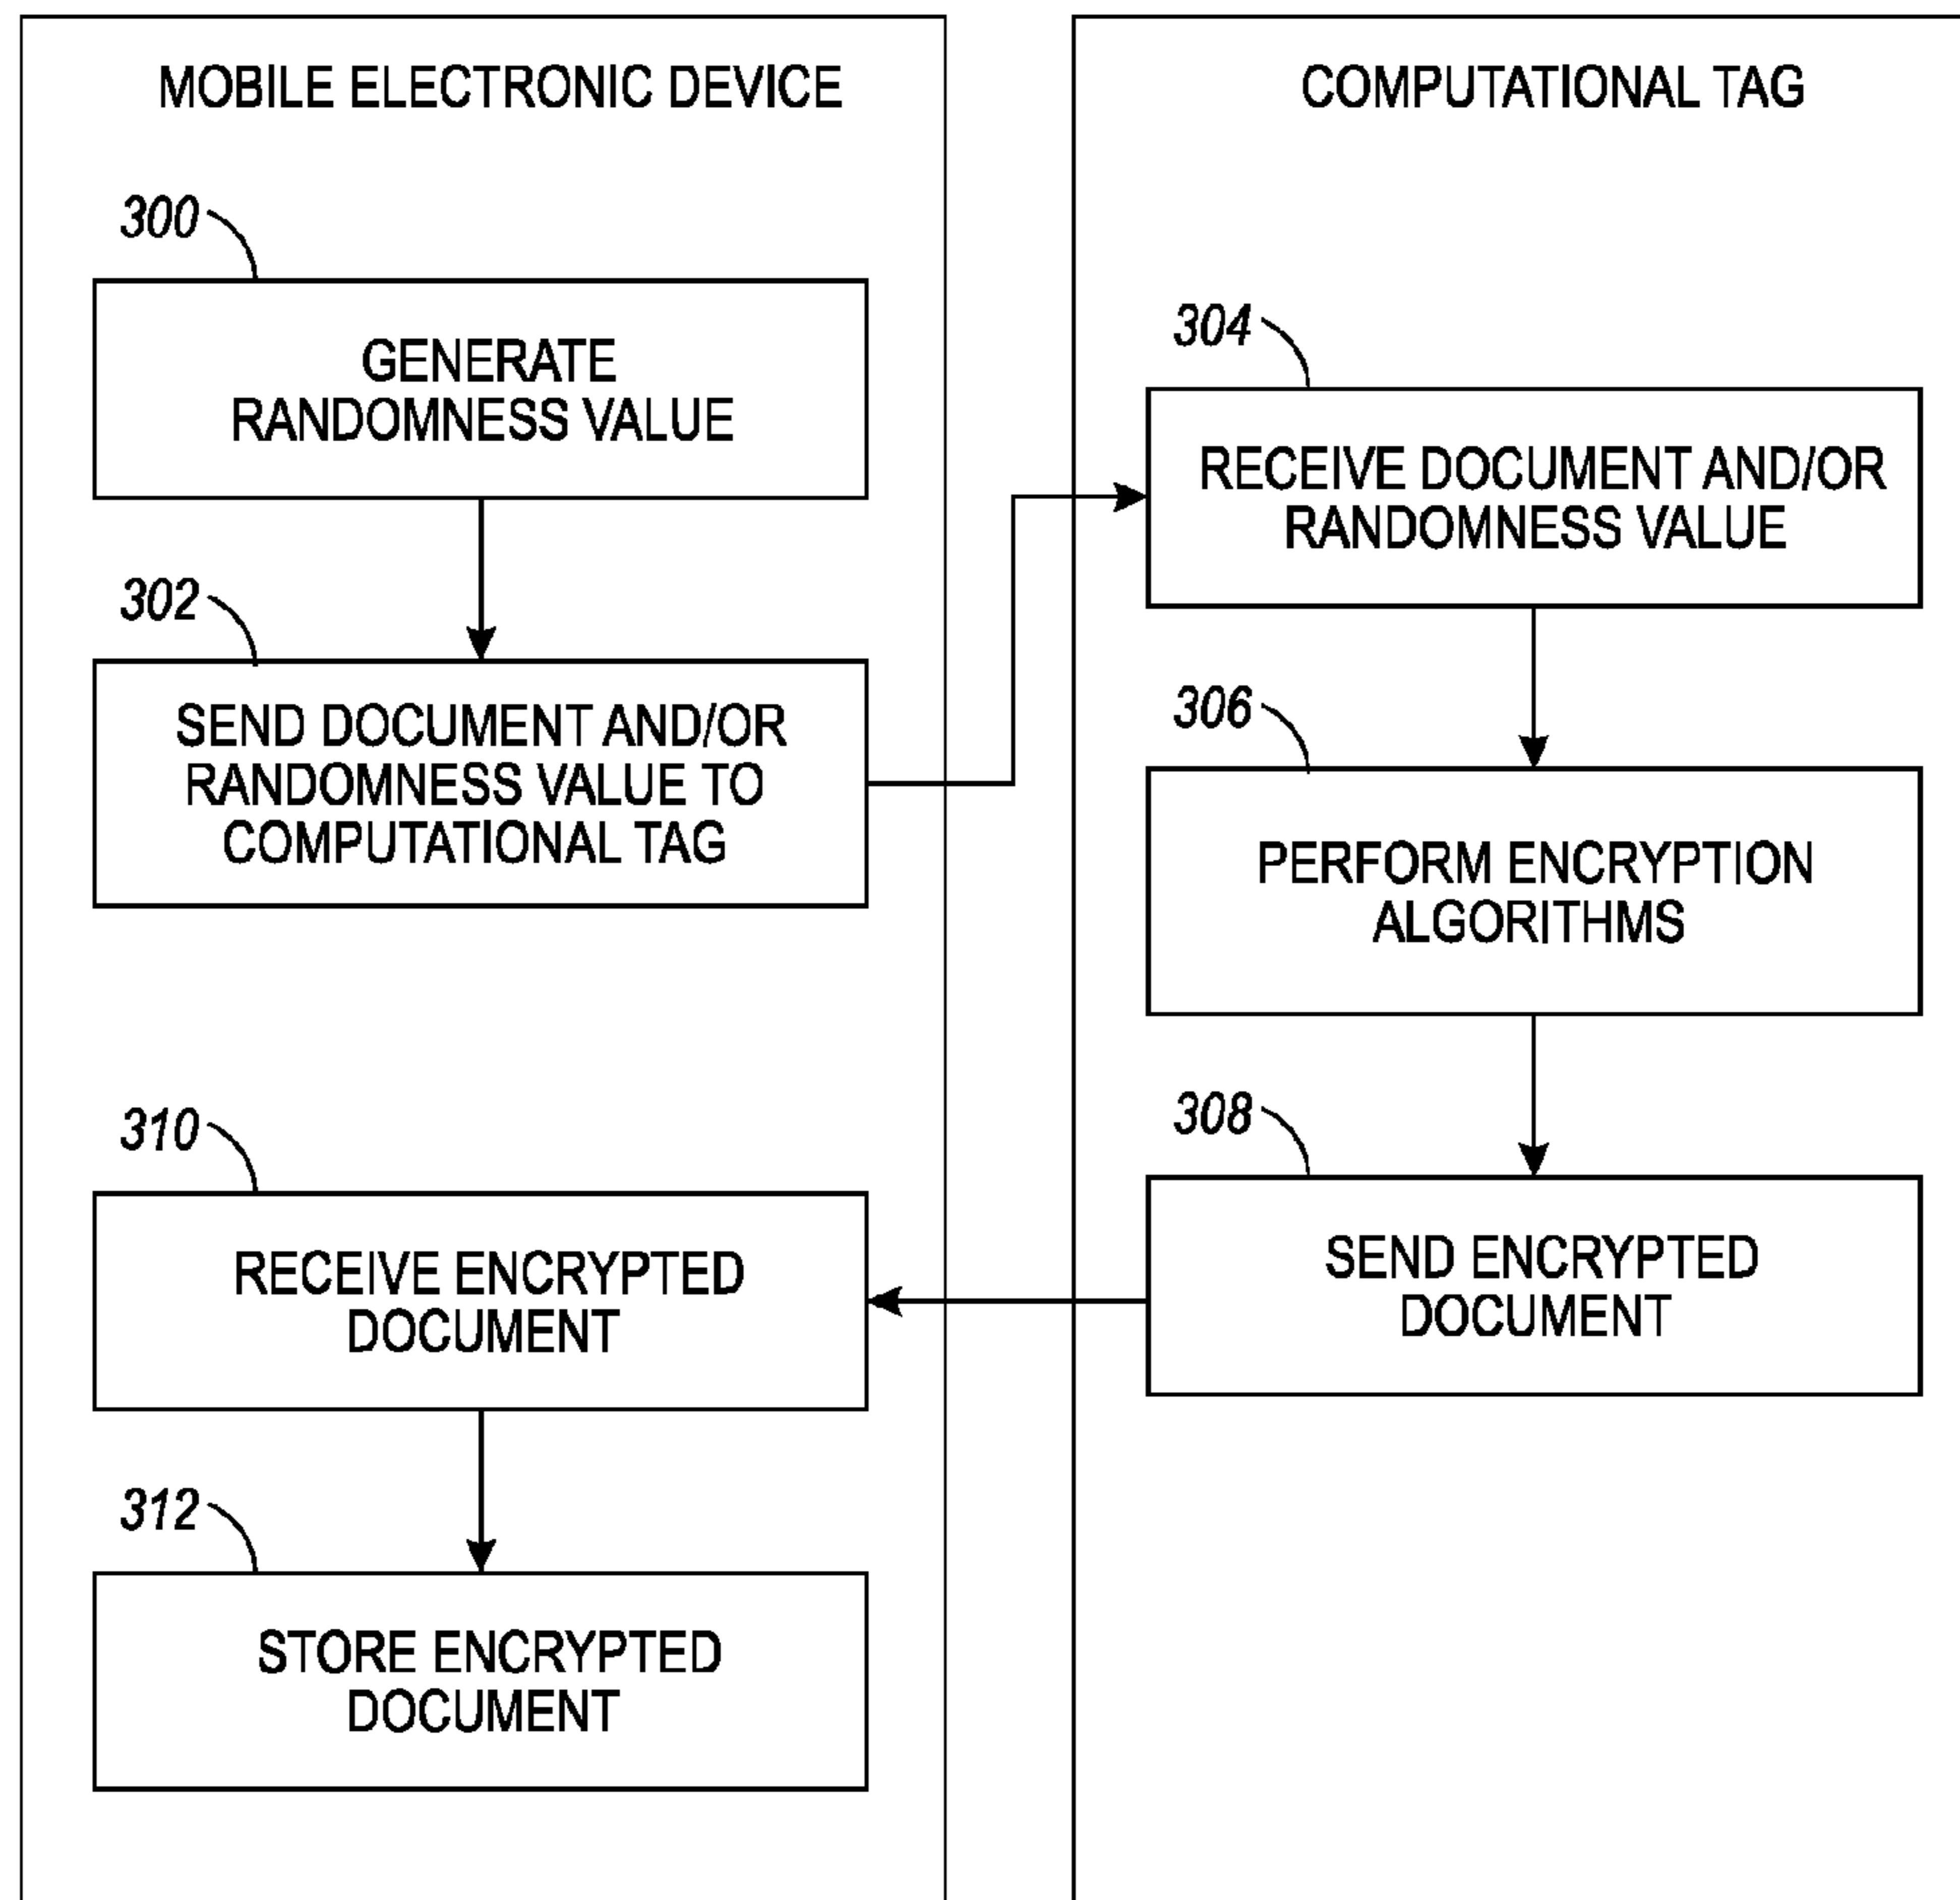 MOBILE ELECTRONIC DEVICE
300
GENERATE
RANDOMNESS VALUE
302
SEND DOCUMENT AND/OR
RANDOMNESS VALUE TO
COMPUTATIONAL TAG
310
RECEIVE ENCRYPTED
DOCUMENT
312
STORE ENCRYPTED
DOCUMENT
COMPUTATIONAL TAG
304
RECEIVE DOCUMENT AND/OR
RANDOMNESS VALUE
306
PERFORM ENCRYPTION
ALGORITHMS
308
SEND ENCRYPTED
DOCUMENT